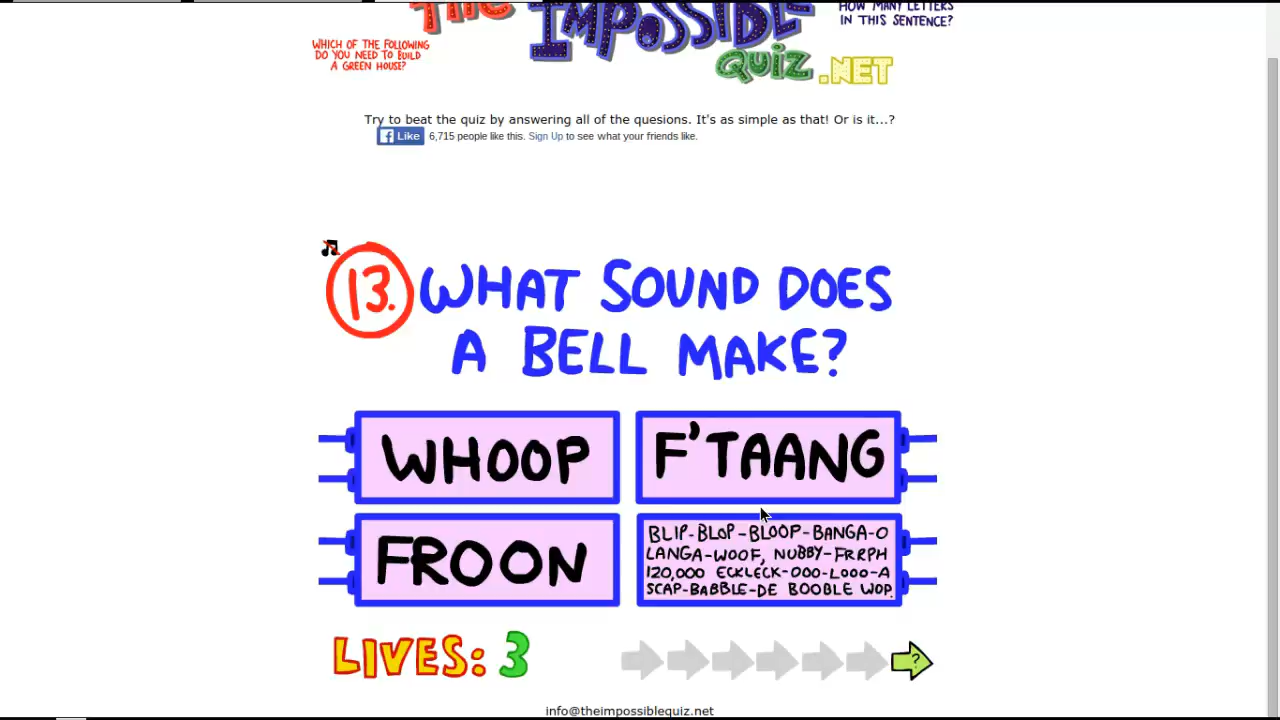 THE IMPOSSIBLE
QUIZ.NET
HOW MANY LETTERS
IN THIS SENTENCE?
WHICH OF THE FOLLOWING
DO YOU NEED TO BUILD
A GREEN HOUSE?
Try to beat the quiz by answering all of the quesions. It's as simple as that! Or is it...?
Like 6,715 people like this. Sign Up to see what your friends like.
13. WHAT SOUND DOES
A BELL MAKE?
WHOOP
F'TAANG
FROON
BLIP-BLOP-BLOOP-BANGA-O
LANGA-WOOF, NUBBY-FRRPH
120,000 ECKLECK-OOO-LOOO-A
SCAP-BABBLE-DE BOOBLE WOP.
LIVES: 3
?
info@theimpossiblequiz.net